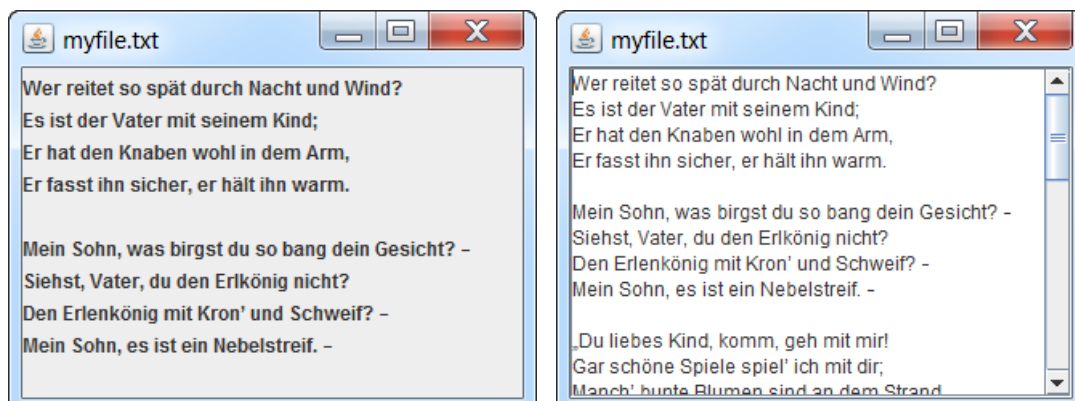 myfile.txt
Wer reitet so spät durch Nacht und Wind?
Es ist der Vater mit seinem Kind;
Er hat den Knaben wohl in dem Arm,
Er fasst ihn sicher, er hält ihn warm.
Mein Sohn, was birgst du so bang dein Gesicht? –
Siehst, Vater, du den Erlkönig nicht?
Den Erlenkönig mit Kron’ und Schweif? –
Mein Sohn, es ist ein Nebelstreif. –
myfile.txt
Wer reitet so spät durch Nacht und Wind?
Es ist der Vater mit seinem Kind;
Er hat den Knaben wohl in dem Arm,
Er fasst ihn sicher, er hält ihn warm.
Mein Sohn, was birgst du so bang dein Gesicht? –
Siehst, Vater, du den Erlkönig nicht?
Den Erlenkönig mit Kron’ und Schweif? –
Mein Sohn, es ist ein Nebelstreif. –
„Du liebes Kind, komm, geh mit mir!
Gar schöne Spiele spiel’ ich mit dir;
Manch’ bunte Blumen sind an dem Strand